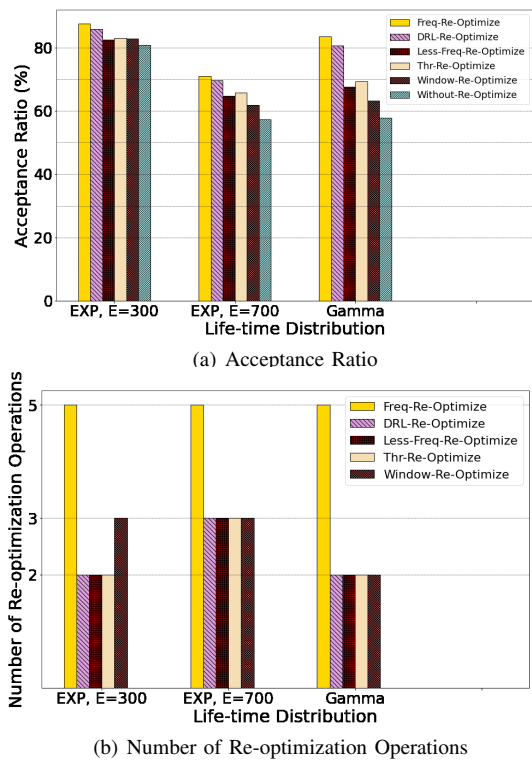 Acceptance Ratio (%)
80
60
40
20
0
Freq-Re-Optimize
DRL-Re-Optimize
Less-Freq-Re-Optimize
Thr-Re-Optimize
Window-Re-Optimize
Without-Re-Optimize
EXP, E=300
EXP, E=700
Gamma
Life-time Distribution
(a) Acceptance Ratio
Number of Re-optimization Operations
5
3
2
Freq-Re-Optimize
DRL-Re-Optimize
Less-Freq-Re-Optimize
Thr-Re-Optimize
Window-Re-Optimize
EXP, E=300
EXP, E=700
Gamma
Life-time Distribution
(b) Number of Re-optimization Operations